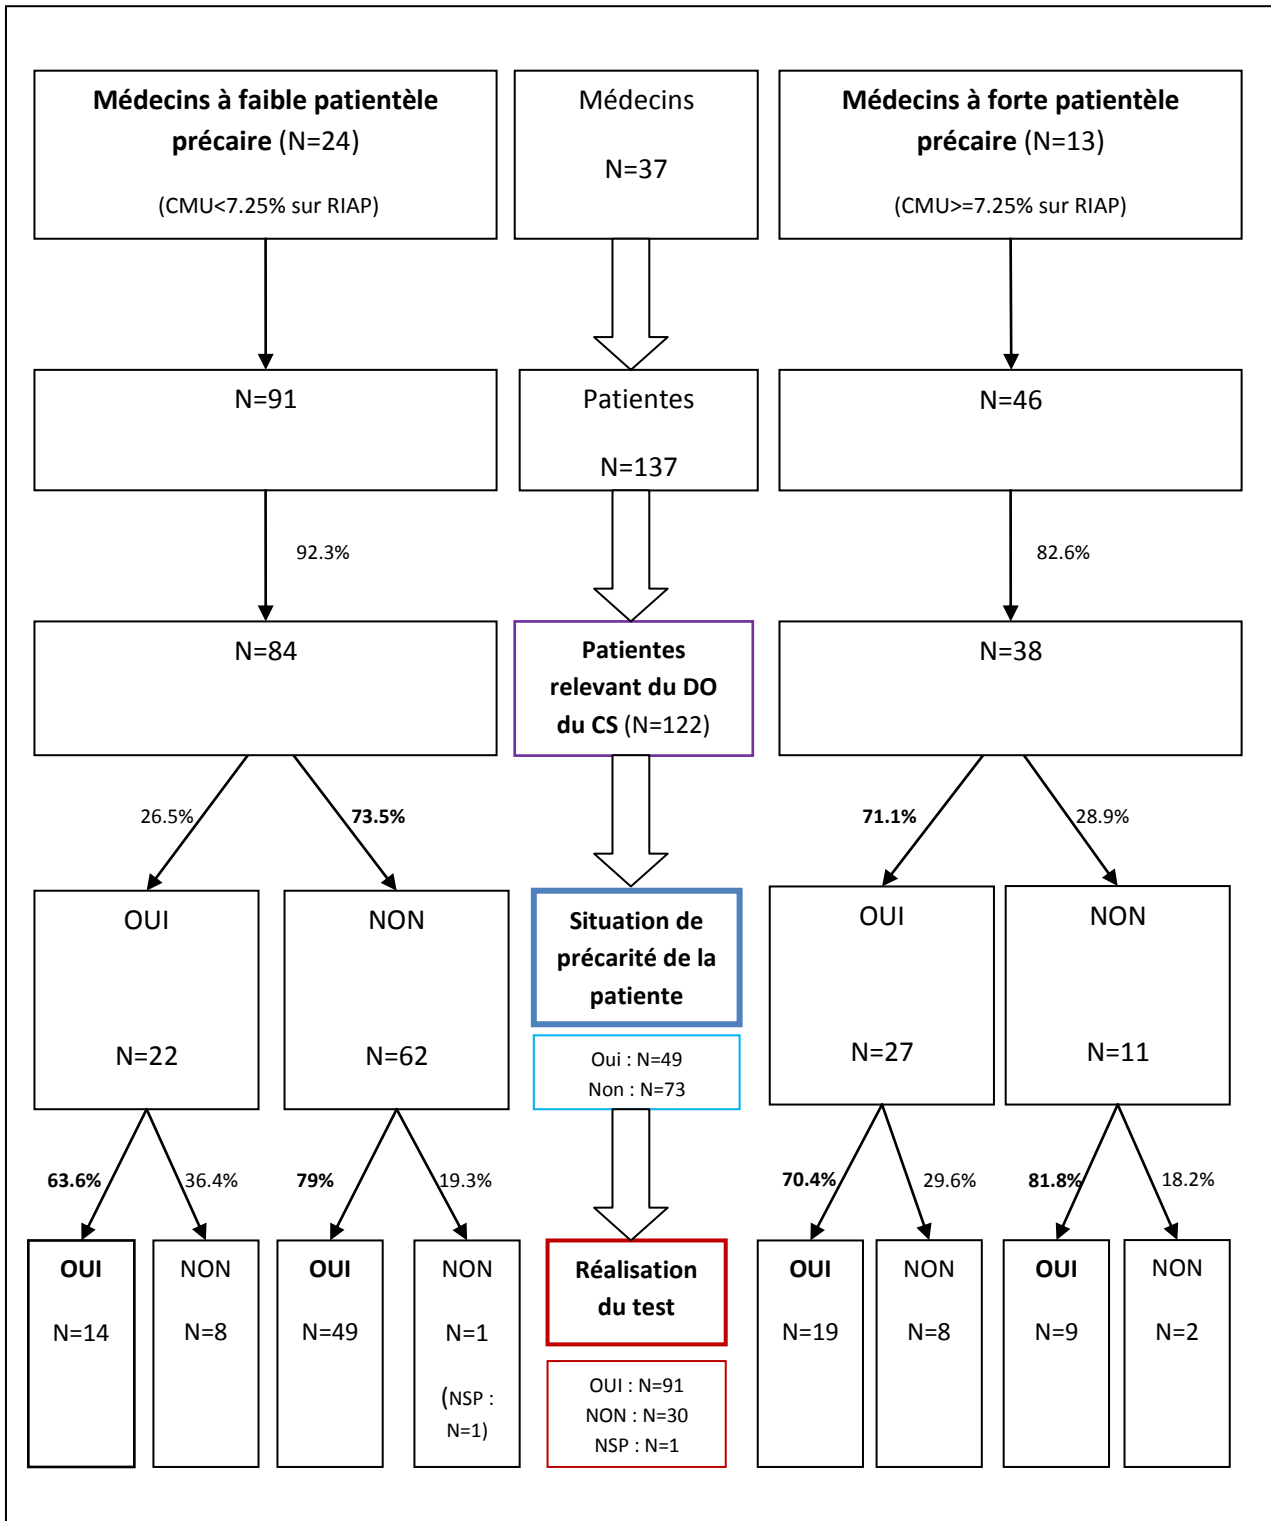 Médecins à faible patientèle
précaire (N=24)
(CMU<7.25% sur RIAP)
Médecins
N=37
Médecins à forte patientèle
précaire (N=13)
(CMU>=7.25% sur RIAP)
N=91
Patientes
N=137
N=46
92.3%
82.6%
N=84
Patientes
relevant du DO
du CS (N=122)
N=38
26.5%
73.5%
71.1%
28.9%
OUI
N=22
NON
N=62
Situation de
précarité de la
patiente
Oui : N=49
Non : N=73
OUI
N=27
NON
N=11
63.6%
36.4%
79%
19.3%
70.4%
29.6%
81.8%
18.2%
OUI
N=14
NON
N=8
OUI
N=49
NON
N=1
(NSP :
N=1)
Réalisation
du test
OUI : N=91
NON : N=30
NSP : N=1
OUI
N=19
NON
N=8
OUI
N=9
NON
N=2